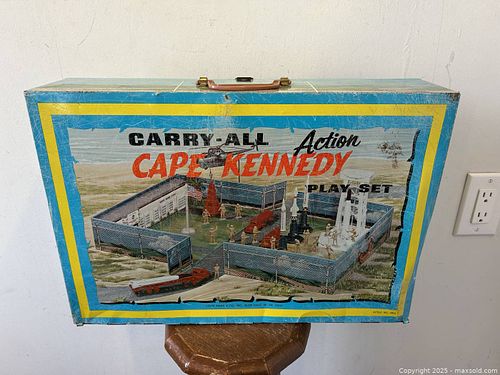 CARRY-ALL Action
CAPE KENNEDY
PLAY SET
Copyright © 2025 - maxsold.com